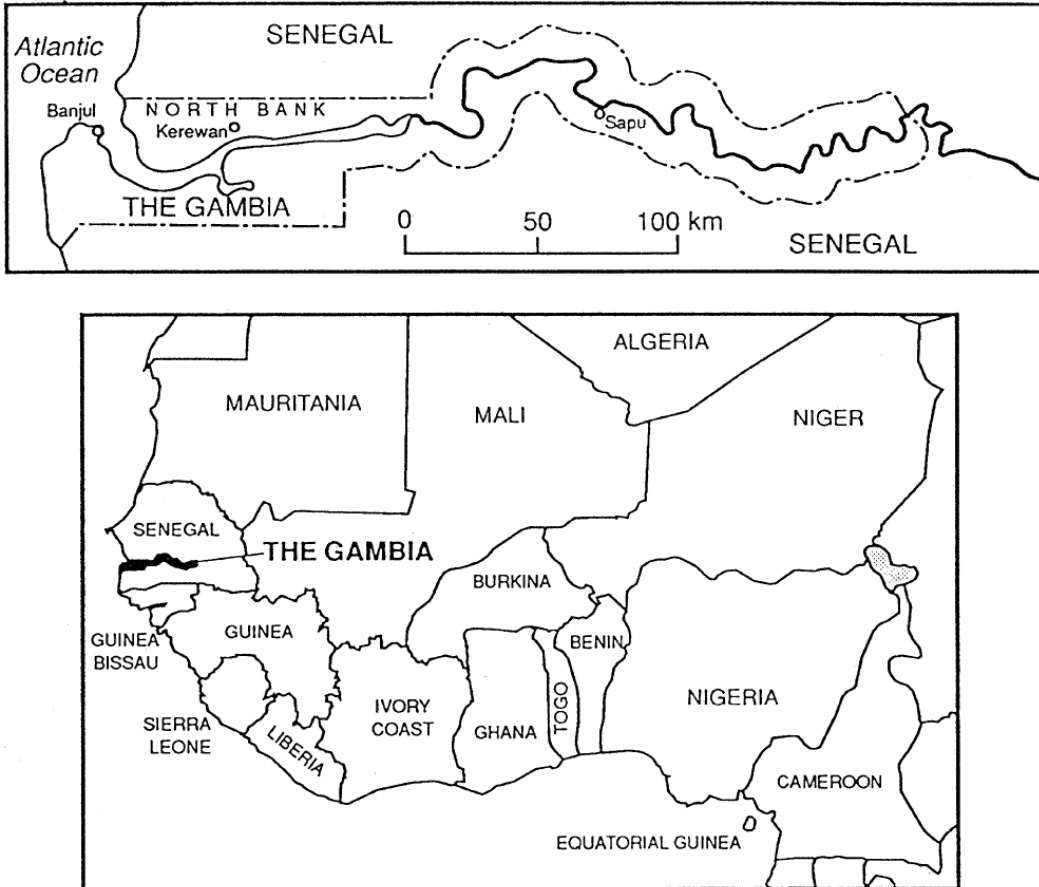 SENEGAL
Atlantic
Ocean
Banjul
NORTH BANK
Kerewan
Sapu
THE GAMBIA
0 50 100 km
SENEGAL
ALGERIA
MAURITANIA
MALI
NIGER
SENEGAL
THE GAMBIA
BURKINA
GUINEA
BISSAU
GUINEA
BENIN
SIERRA
LEONE
LIBERIA
IVORY
COAST
GHANA
TOGO
NIGERIA
CAMEROON
EQUATORIAL GUINEA